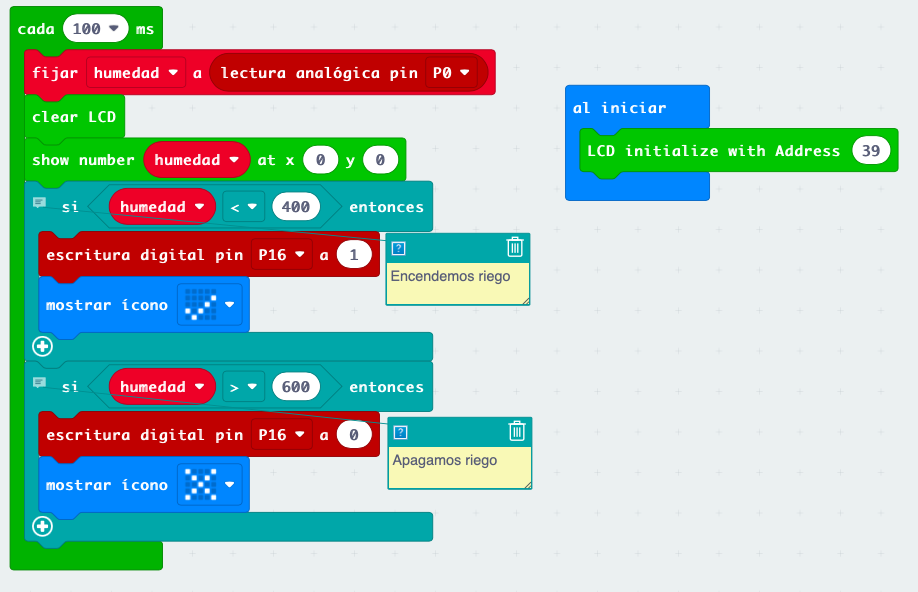 cada 100 ms
fijar humedad a lectura analógica pin P0
clear LCD
show number humedad at x 0 y 0
si humedad < 400 entonces
escritura digital pin P16 a 1
Encendemos riego
mostrar ícono
si humedad > 600 entonces
escritura digital pin P16 a 0
Apagamos riego
mostrar ícono
al iniciar
LCD initialize with Address 39